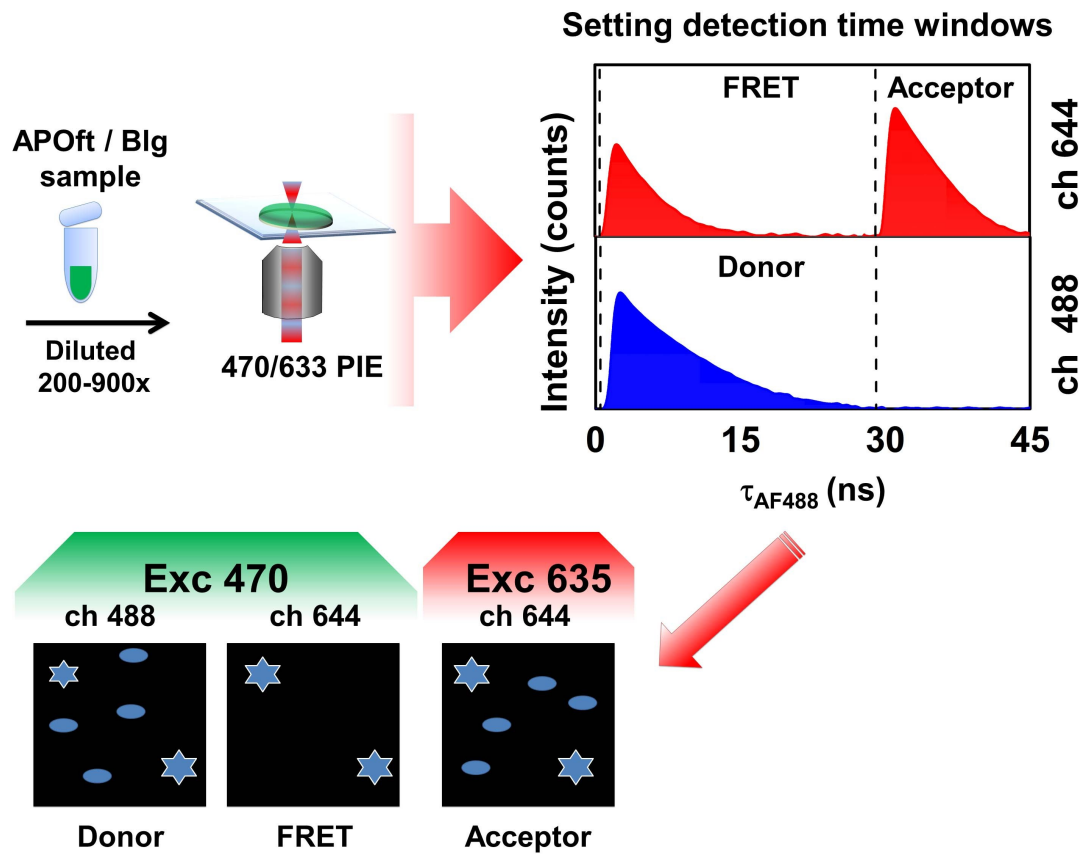 Setting detection time windows
APOft / Blg
sample
Diluted
200-900x
470/633 PIE
Intensity (counts)
FRET
Acceptor
ch 644
Donor
ch 488
0 15 30 45
τAF488 (ns)
Exc 470
ch 488 ch 644
Exc 635
ch 644
Donor
FRET
Acceptor